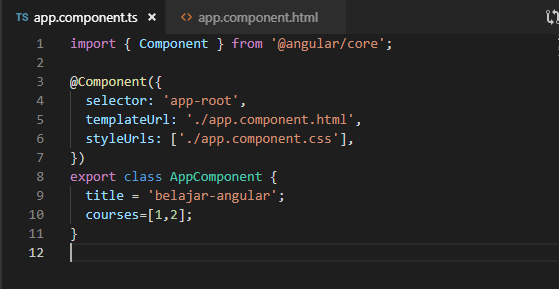 TS app.component.ts × <> app.component.html
1 import { Component } from '@angular/core';
2
3 @Component({
4   selector: 'app-root',
5   templateUrl: './app.component.html',
6   styleUrls: ['./app.component.css'],
7 })
8 export class AppComponent {
9   title = 'belajar-angular';
10   courses=[1,2];
11 }
12